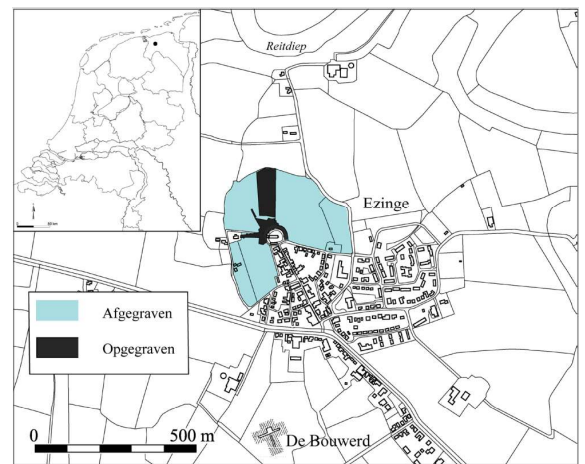 Reitdiep
Ezinge
Afgegraven
Opgegraven
0 500 m
De Bouwerd